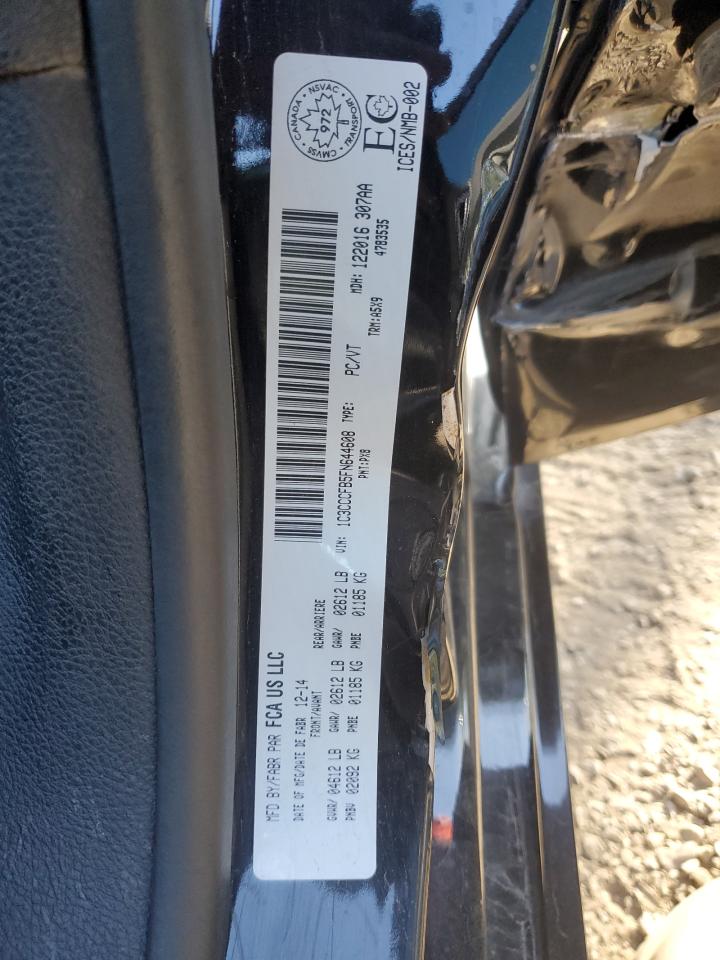 MFD BY/FABR PAR FCA US LLC
DATE OF MFG/DATE DE FABR 12-14
FRONT/AVANT REAR/ARRIERE
GVWR/ 04612 LB GAWR/ 02612 LB GAWR/ 02612 LB
PNBV 02092 KG PNBE 01185 KG PNBE 01185 KG
VIN: 1C3CCCFB5FN644608 TYPE: PC/VT MDH: 122016 307AA
PNT:PX8 TRM:A5X9 4783535
CANADA • NSVAC • TRANSPORT • CMVSS •
972
EC
ICES/NMB-002